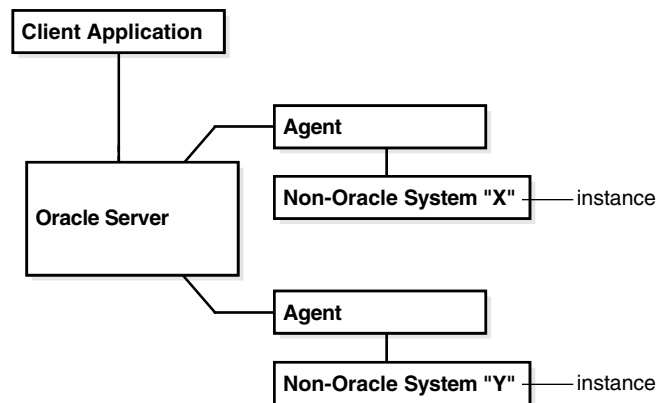 Client Application
Agent
Oracle Server
Non-Oracle System "X"
instance
Agent
Non-Oracle System "Y"
instance